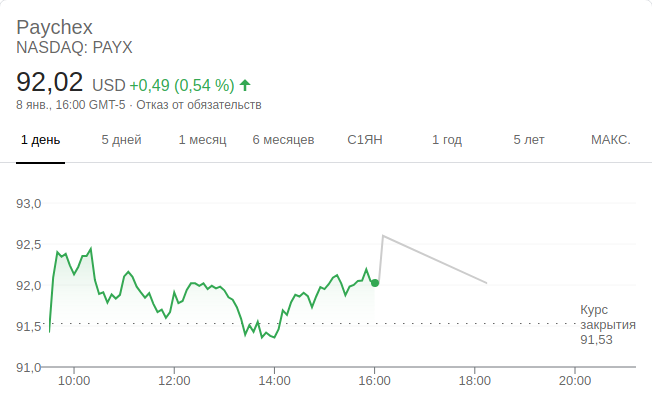 Paychex
NASDAQ: PAYX
92,02 USD +0,49 (0,54 %)
8 янв., 16:00 GMT-5 · Отказ от обязательств
1 день 5 дней 1 месяц 6 месяцев С1ЯН 1 год 5 лет МАКС.
93,0
92,5
92,0
91,5
91,0
Курс
закрытия
91,53
10:00 12:00 14:00 16:00 18:00 20:00